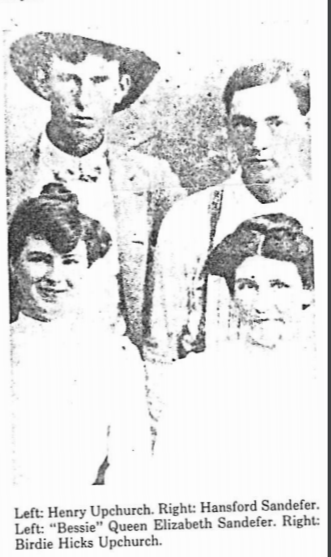 Left: Henry Upchurch. Right: Hansford Sandefer.
Left: "Bessie" Queen Elizabeth Sandefer. Right:
Birdie Hicks Upchurch.